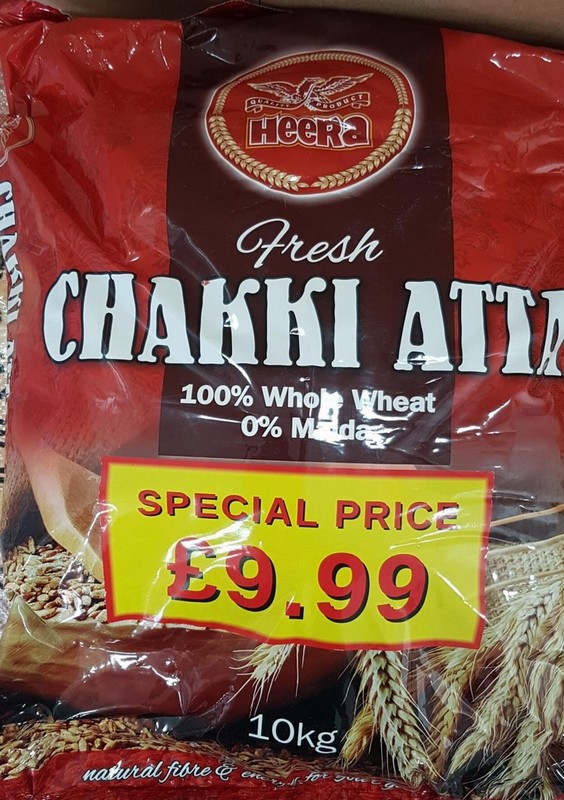 QUALITY PRODUCT
HEERa
Fresh
CHAKKI ATTA
100% Whole Wheat
0% Maida
SPECIAL PRICE
£9.99
10kg
natural fibre &